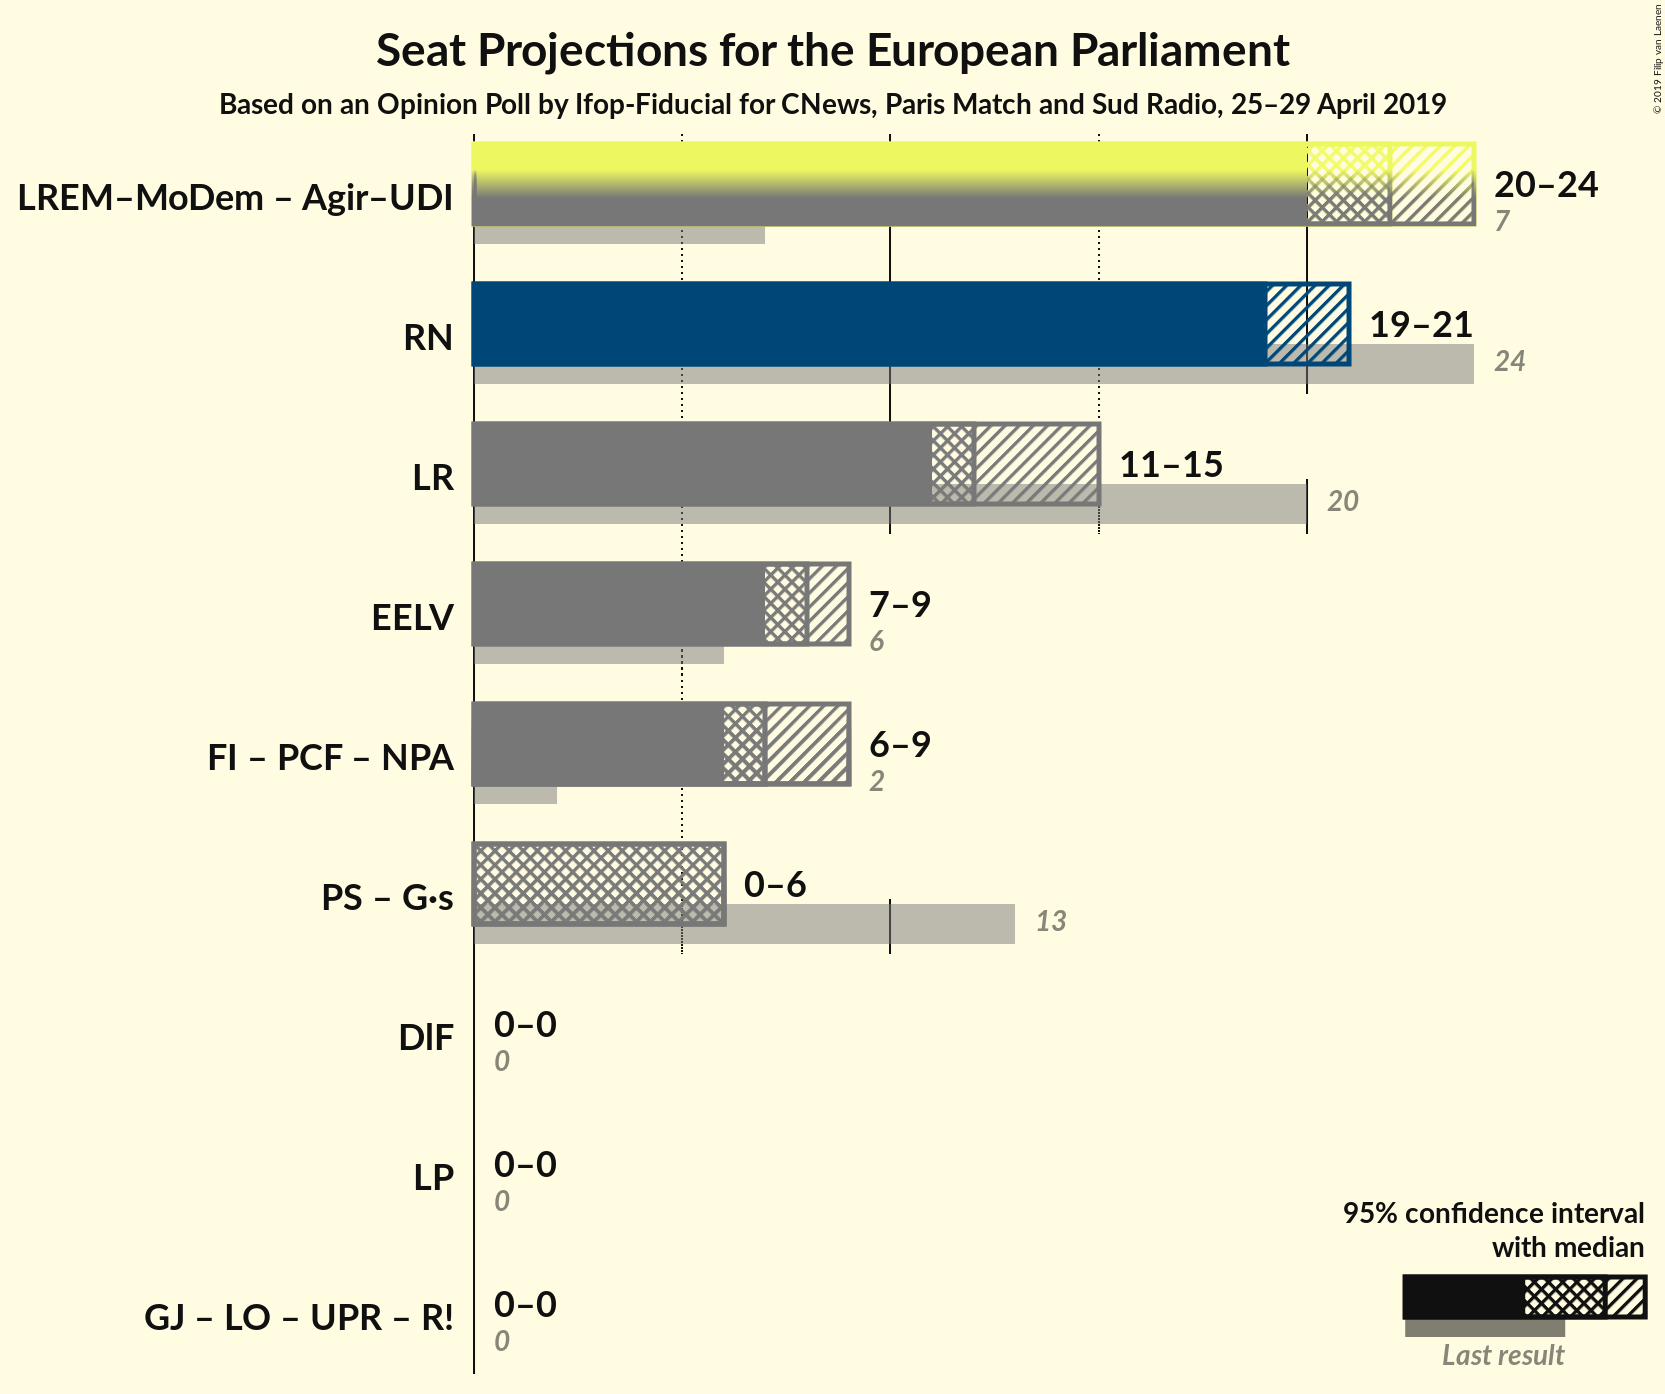 Seat Projections for the European Parliament
Based on an Opinion Poll by Ifop-Fiducial for CNews, Paris Match and Sud Radio, 25–29 April 2019
© 2019 Filip van Laenen
LREM–MoDem – Agir–UDI
20–24
7
RN
19–21
24
LR
11–15
20
EELV
7–9
6
FI – PCF – NPA
6–9
2
PS – G·s
0–6
13
DlF
0–0
0
LP
0–0
0
GJ – LO – UPR – R!
0–0
0
95% confidence interval
with median
Last result